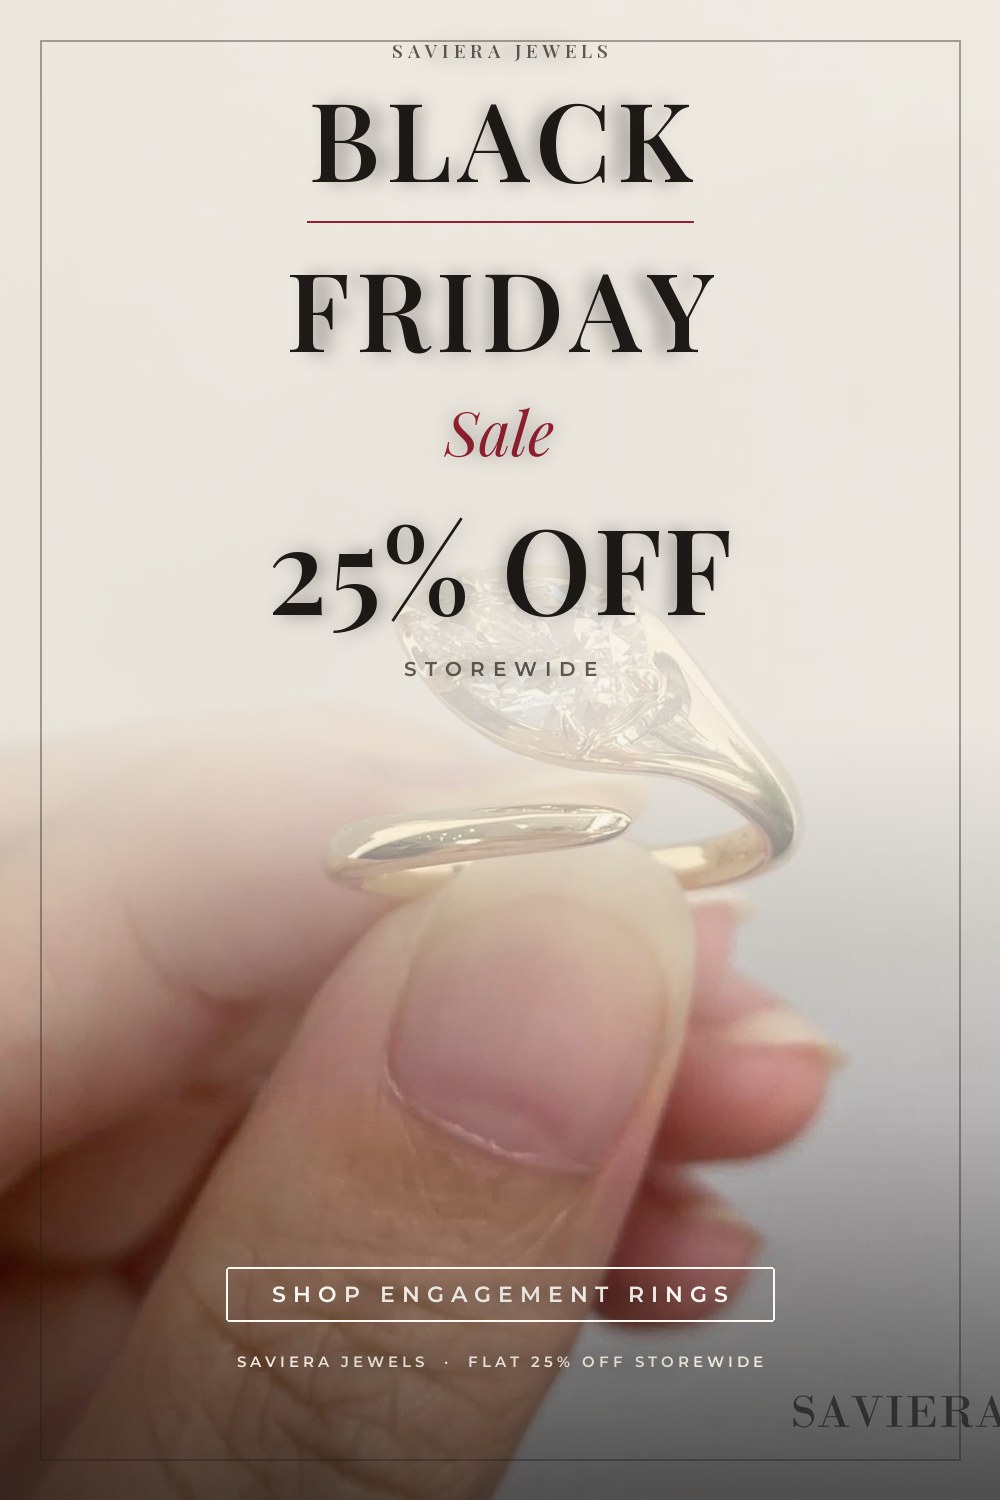 SAVIERA JEWELS
BLACK
FRIDAY
Sale
25% OFF
STOREWIDE
SHOP ENGAGEMENT RINGS
SAVIERA JEWELS · FLAT 25% OFF STOREWIDE
SAVIERA